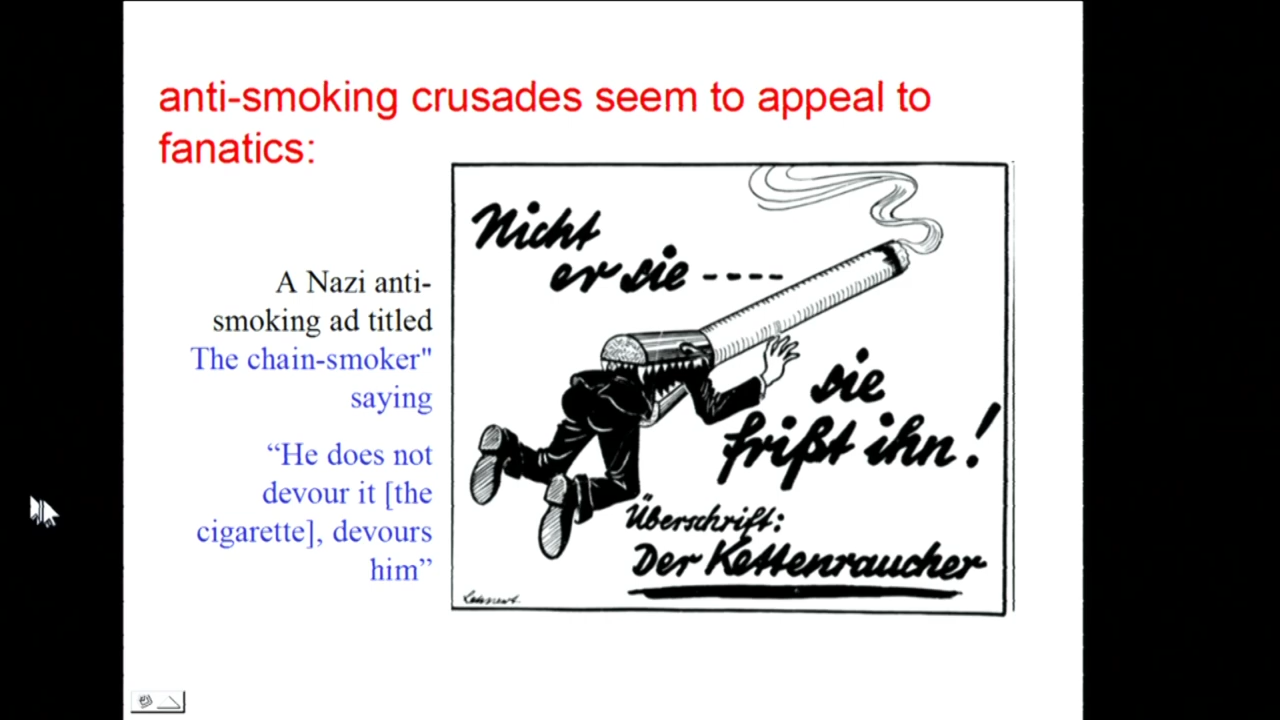 anti-smoking crusades seem to appeal to
fanatics:
A Nazi anti-
smoking ad titled
The chain-smoker"
saying
“He does not
devour it [the
cigarette], devours
him”
Nicht
er sie ----
sie
frißt ihn!
Überschrift:
Der Kettenraucher